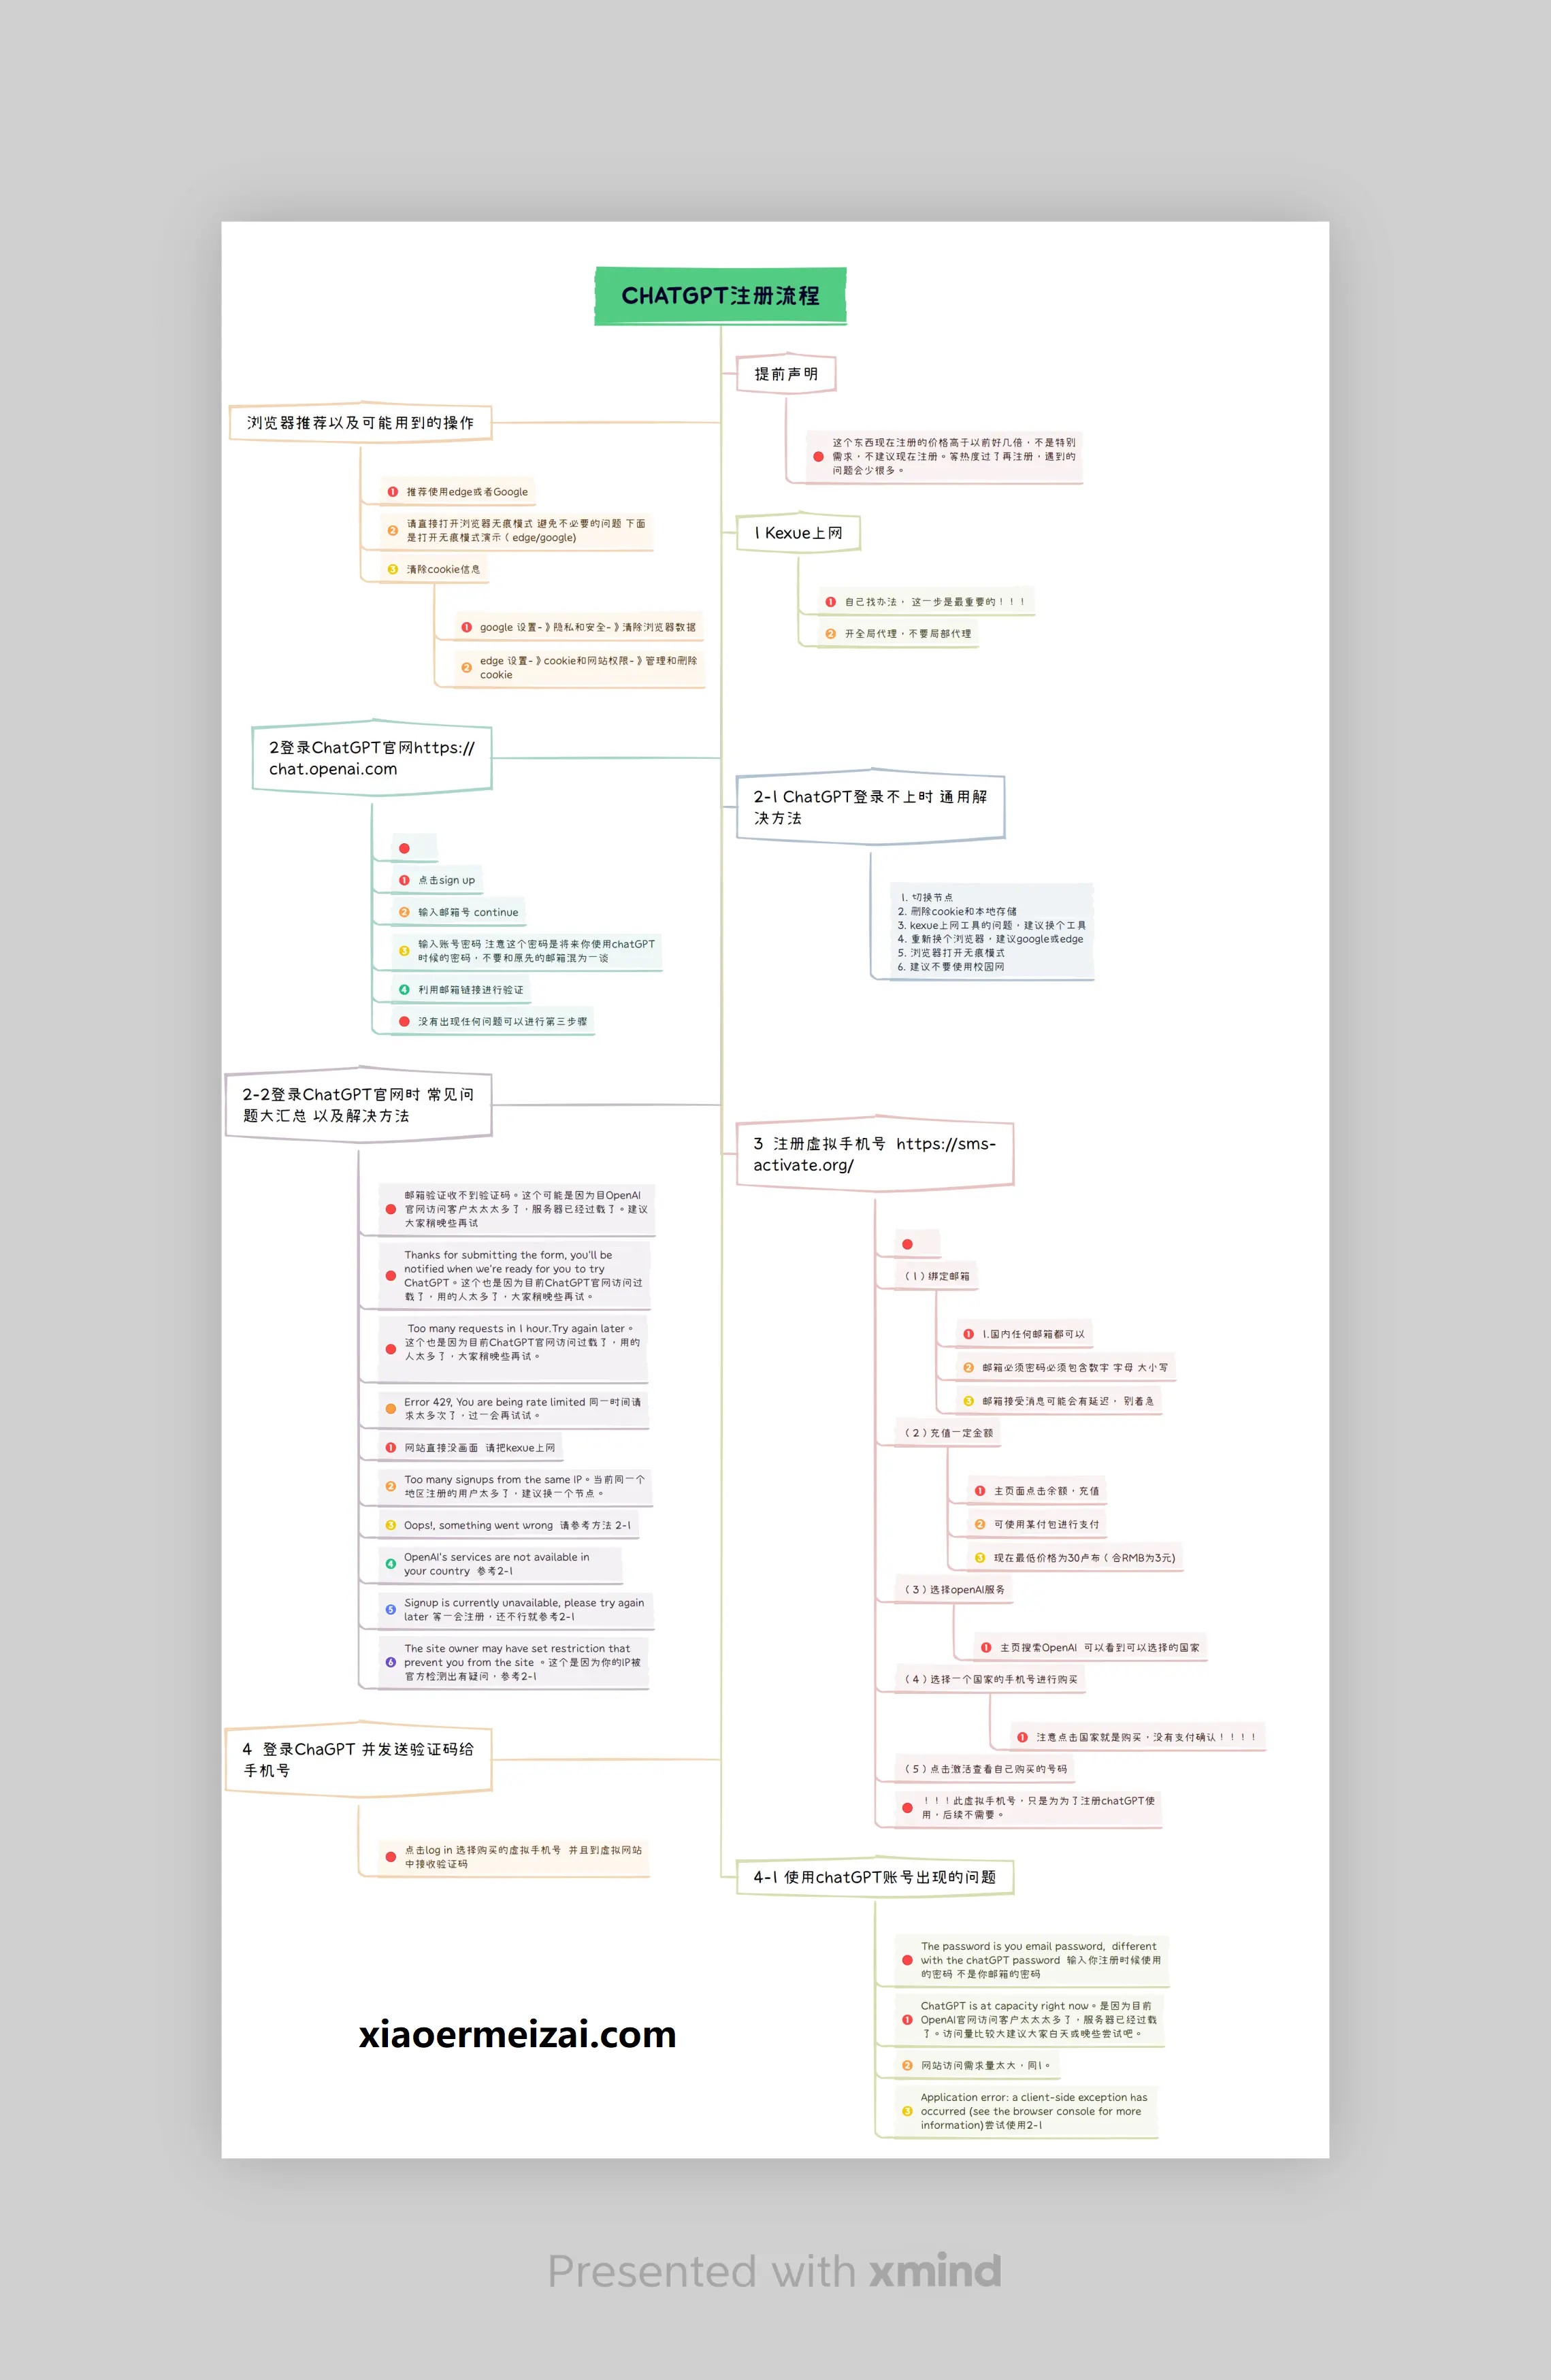 CHATGPT注册流程
提前声明
这个东西现在注册的价格高于以前好几倍，不是特别
需求，不建议现在注册。等热度过了再注册，遇到的
问题会少很多。
浏览器推荐以及可能用到的操作
1 推荐使用edge或者Google
2 请直接打开浏览器无痕模式 避免不必要的问题 下面
是打开无痕模式演示（edge/google)
3 清除cookie信息
1 google 设置-》隐私和安全-》清除浏览器数据
2 edge 设置-》cookie和网站权限-》管理和删除
cookie
1 Kexue上网
1 自己找办法， 这一步是最重要的！！！
2 开全局代理，不要局部代理
2登录ChatGPT官网https://
chat.openai.com
1 点击sign up
2 输入邮箱号 continue
3 输入账号密码 注意这个密码是将来你使用chatGPT
时候的密码，不要和原先的邮箱混为一谈
4 利用邮箱链接进行验证
没有出现任何问题可以进行第三步骤
2-1 ChatGPT登录不上时 通用解
决方法
1. 切换节点
2. 删除cookie和本地存储
3. kexue上网工具的问题，建议换个工具
4. 重新换个浏览器，建议google或edge
5. 浏览器打开无痕模式
6. 建议不要使用校园网
2-2登录ChatGPT官网时 常见问
题大汇总 以及解决方法
邮箱验证收不到验证码。这个可能是因为目OpenAI
官网访问客户太太太多了，服务器已经过载了。建议
大家稍晚些再试
Thanks for submitting the form, you'll be
notified when we're ready for you to try
ChatGPT。这个也是因为目前ChatGPT官网访问过
载了，用的人太多了，大家稍晚些再试。
Too many requests in 1 hour.Try again later。
这个也是因为目前ChatGPT官网访问过载了，用的
人太多了，大家稍晚些再试。
Error 429, You are being rate limited 同一时间请
求太多次了，过一会再试试。
1 网站直接没画面 请把kexue上网
2 Too many signups from the same IP。当前同一个
地区注册的用户太多了，建议换一个节点。
3 Oops!, something went wrong 请参考方法 2-1
4 OpenAI's services are not available in
your country 参考2-1
5 Signup is currently unavailable, please try again
later 等一会注册，还不行就参考2-1
6 The site owner may have set restriction that
prevent you from the site 。这个是因为你的IP被
官方检测出有疑问，参考2-1
3 注册虚拟手机号 https://sms-
activate.org/
（1）绑定邮箱
1 1.国内任何邮箱都可以
2 邮箱必须密码必须包含数字 字母 大小写
3 邮箱接受消息可能会有延迟， 别着急
（2）充值一定金额
1 主页面点击余额，充值
2 可使用某付包进行支付
3 现在最低价格为30卢布（合RMB为3元)
（3）选择openAI服务
1 主页搜索OpenAI 可以看到可以选择的国家
（4）选择一个国家的手机号进行购买
1 注意点击国家就是购买，没有支付确认！！！！
（5）点击激活查看自己购买的号码
！！！此虚拟手机号，只是为为了注册chatGPT使
用，后续不需要。
4 登录ChaGPT 并发送验证码给
手机号
点击log in 选择购买的虚拟手机号 并且到虚拟网站
中接收验证码
4-1 使用chatGPT账号出现的问题
The password is you email password, different
with the chatGPT password 输入你注册时候使用
的密码 不是你邮箱的密码
1 ChatGPT is at capacity right now。是因为目前
OpenAI官网访问客户太太太多了，服务器已经过载
了。访问量比较大建议大家白天或晚些尝试吧。
2 网站访问需求量太大，同1。
3 Application error: a client-side exception has
occurred (see the browser console for more
information)尝试使用2-1
xiaoermeizai.com
Presented with xmind